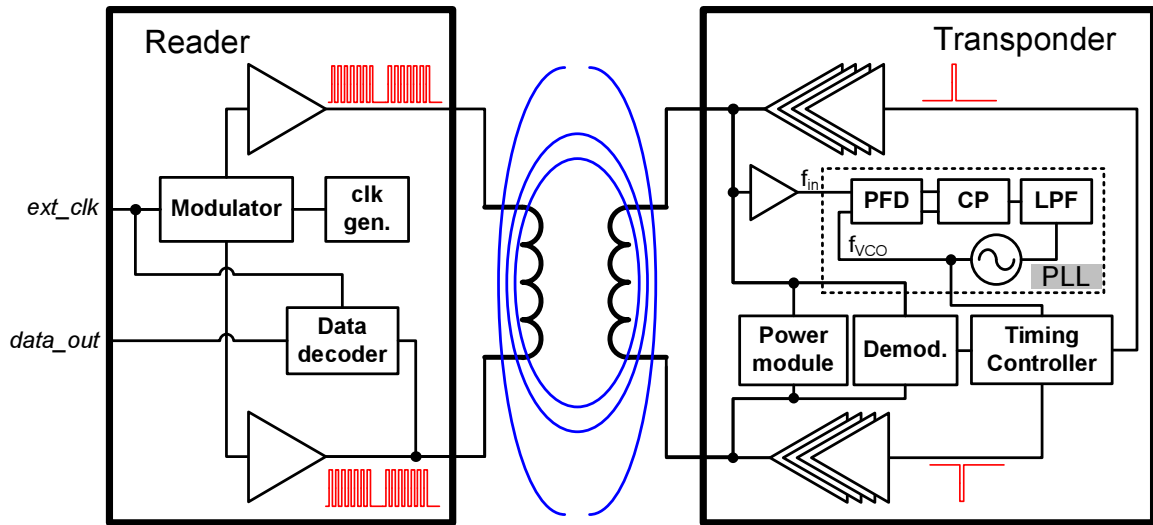 Reader
Transponder
ext_clk
Modulator
clk
gen.
data_out
Data
decoder
f_in
PFD
CP
LPF
f_VCO
PLL
Power
module
Demod.
Timing
Controller